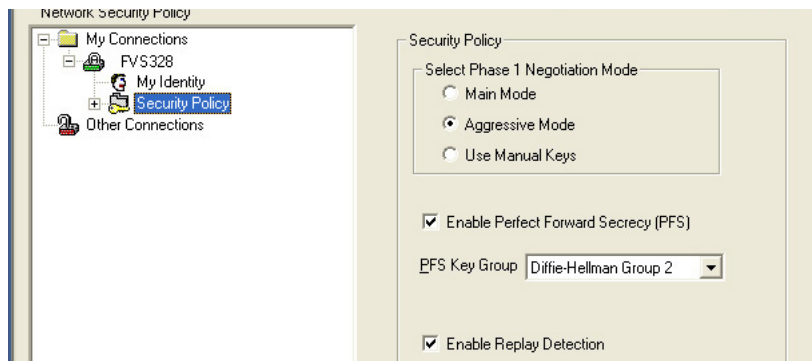 Network Security Policy
My Connections
FVS328
My Identity
Security Policy
Other Connections
Security Policy
Select Phase 1 Negotiation Mode
Main Mode
Aggressive Mode
Use Manual Keys
Enable Perfect Forward Secrecy (PFS)
PFS Key Group Diffie-Hellman Group 2
Enable Replay Detection